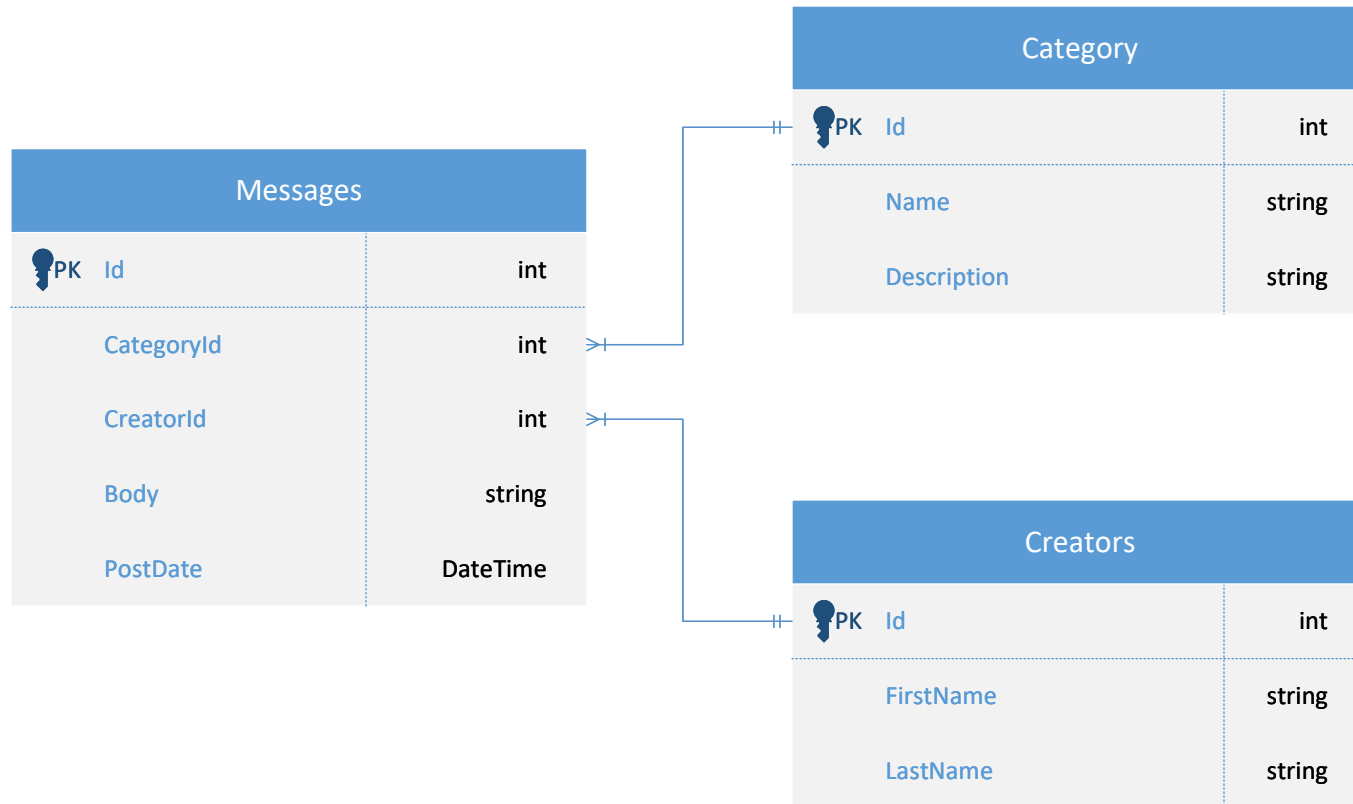 Messages
PK Id int
CategoryId int
CreatorId int
Body string
PostDate DateTime
Category
PK Id int
Name string
Description string
Creators
PK Id int
FirstName string
LastName string